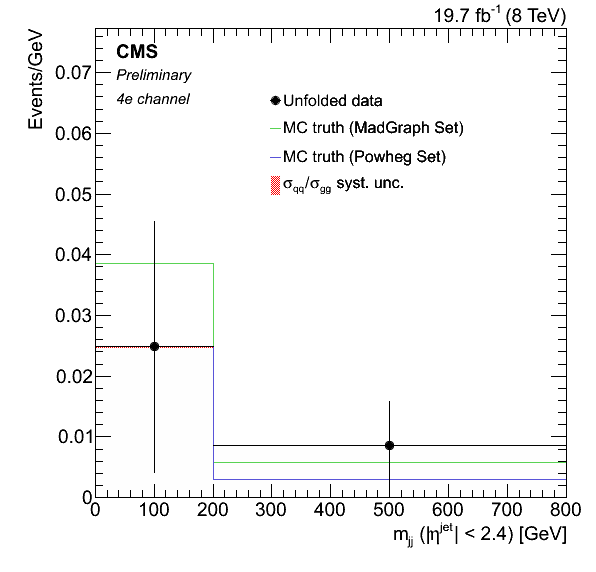 19.7 fb⁻¹ (8 TeV)
Events/GeV
CMS
Preliminary
4e channel
Unfolded data
MC truth (MadGraph Set)
MC truth (Powheg Set)
σqq/σgg syst. unc.
0.07
0.06
0.05
0.04
0.03
0.02
0.01
0
0 100 200 300 400 500 600 700 800
mjj (|ηjet| < 2.4) [GeV]